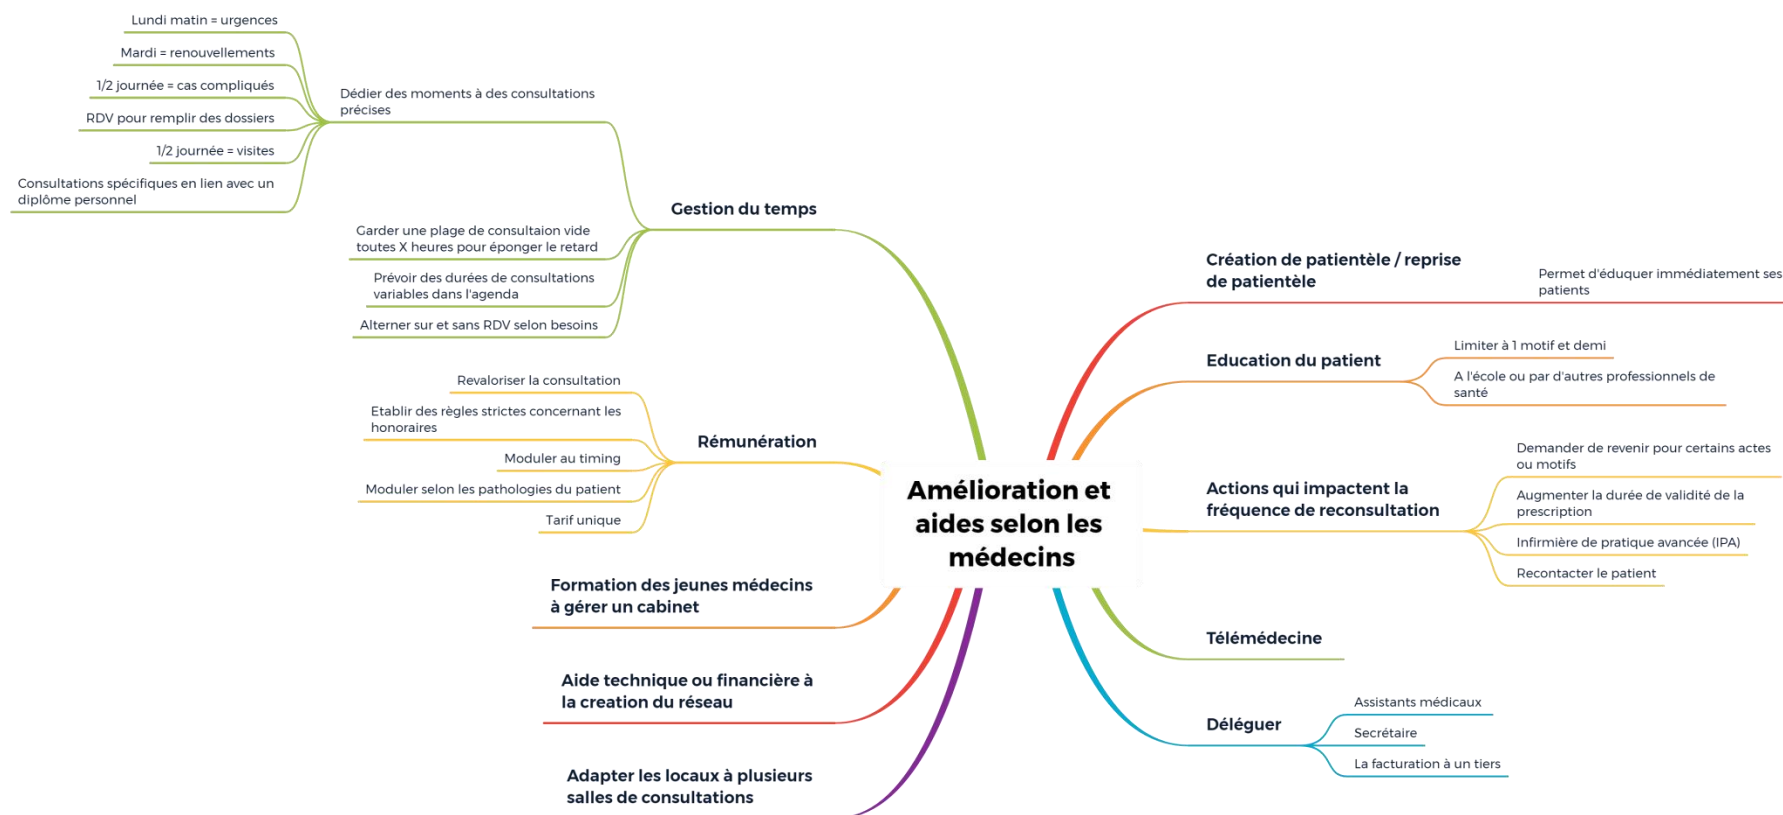 Lundi matin = urgences
Mardi = renouvellements
1/2 journée = cas compliqués
RDV pour remplir des dossiers
1/2 journée = visites
Consultations spécifiques en lien avec un
diplôme personnel
Dédier des moments à des consultations
précises
Garder une plage de consultaion vide
toutes X heures pour éponger le retard
Prévoir des durées de consultations
variables dans l'agenda
Alterner sur et sans RDV selon besoins
Gestion du temps
Revaloriser la consultation
Etablir des règles strictes concernant les
honoraires
Moduler au timing
Moduler selon les pathologies du patient
Tarif unique
Rémunération
Formation des jeunes médecins
à gérer un cabinet
Aide technique ou financière à
la creation du réseau
Adapter les locaux à plusieurs
salles de consultations
Amélioration et
aides selon les
médecins
Création de patientèle / reprise
de patientèle
Permet d'éduquer immédiatement ses
patients
Education du patient
Limiter à 1 motif et demi
A l'école ou par d'autres professionnels de
santé
Actions qui impactent la
fréquence de reconsultation
Demander de revenir pour certains actes
ou motifs
Augmenter la durée de validité de la
prescription
Infirmière de pratique avancée (IPA)
Recontacter le patient
Télémédecine
Déléguer
Assistants médicaux
Secrétaire
La facturation à un tiers